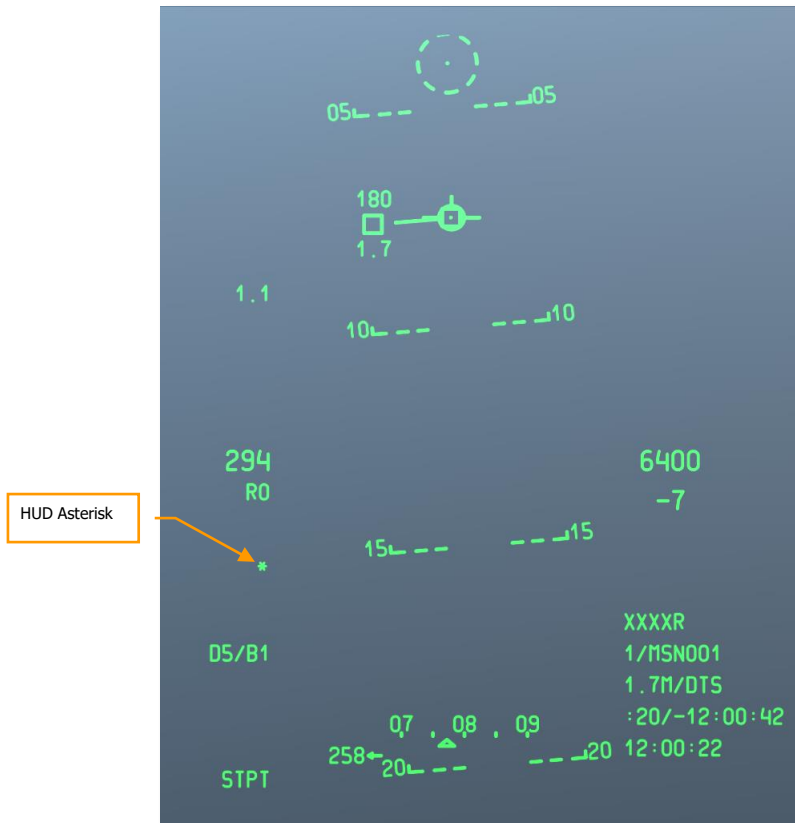 05 05
180
1.7
1.1
10 10
294 6400
R0 -7
HUD Asterisk
15 15
*
XXXXR
D5/B1 1/MSN001
1.7M/DTS
07 . 08 . 09 :20/-12:00:42
258 20 20 12:00:22
STPT